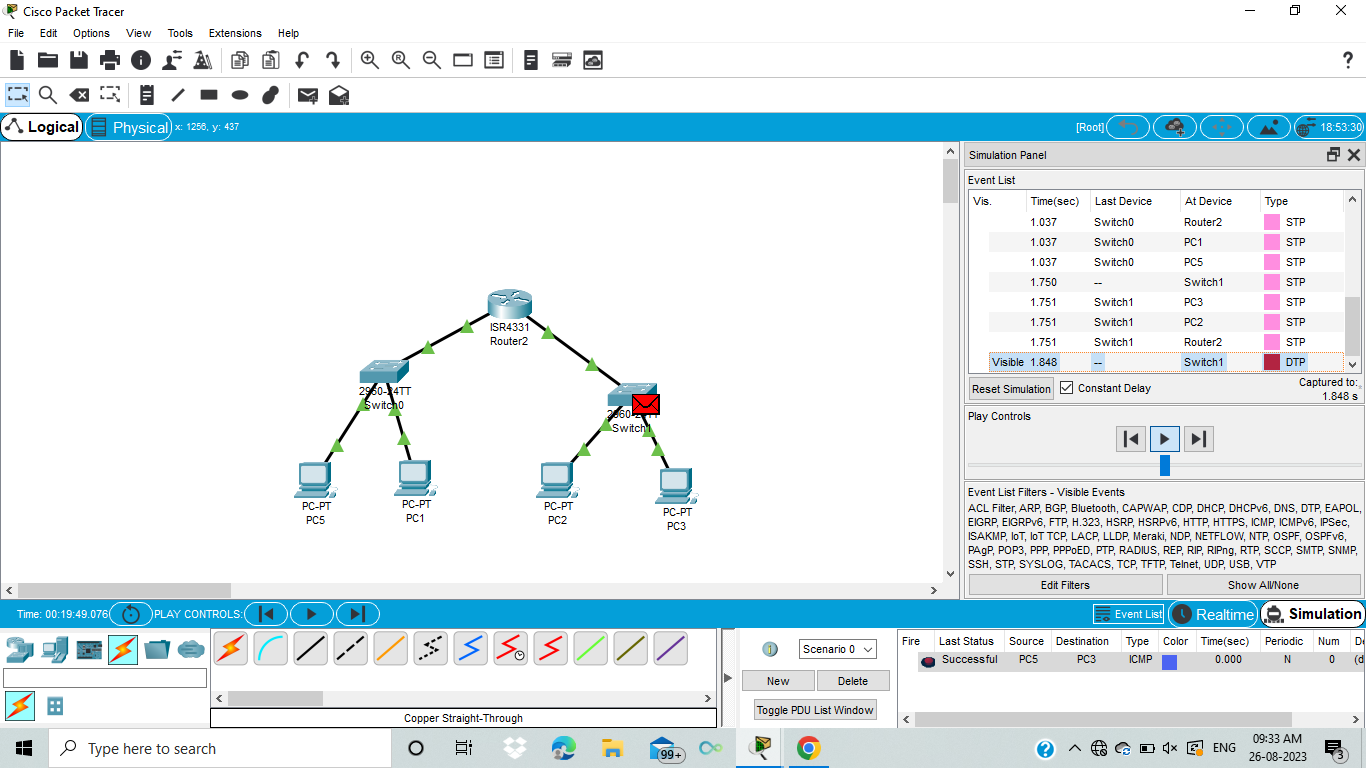 Cisco Packet Tracer
File Edit Options View Tools Extensions Help
Logical Physical x: 1256, y: 437 [Root] 18:53:30
Simulation Panel
Event List
Vis. Time(sec) Last Device At Device Type
1.037 Switch0 Router2 STP
1.037 Switch0 PC1 STP
1.037 Switch0 PC5 STP
1.750 -- Switch1 STP
1.751 Switch1 PC3 STP
1.751 Switch1 PC2 STP
1.751 Switch1 Router2 STP
Visible 1.848 -- Switch1 DTP
Reset Simulation Constant Delay Captured to:
1.848 s
Play Controls
Event List Filters - Visible Events
ACL Filter, ARP, BGP, Bluetooth, CAPWAP, CDP, DHCP, DHCPv6, DNS, DTP, EAPOL,
EIGRP, EIGRPv6, FTP, H.323, HSRP, HSRPv6, HTTP, HTTPS, ICMP, ICMPv6, IPSec,
ISAKMP, IoT, IoT TCP, LACP, LLDP, Meraki, NDP, NETFLOW, NTP, OSPF, OSPFv6,
PAgP, POP3, PPP, PPPoED, PTP, RADIUS, REP, RIP, RIPng, RTP, SCCP, SMTP, SNMP,
SSH, STP, SYSLOG, TACACS, TCP, TFTP, Telnet, UDP, USB, VTP
Edit Filters Show All/None
ISR4331
Router2
2960-24TT
Switch0
Switch1
PC-PT
PC5
PC-PT
PC1
PC-PT
PC2
PC-PT
PC3
Time: 00:19:49.076 PLAY CONTROLS: Event List Realtime Simulation
Copper Straight-Through
Scenario 0
New Delete
Toggle PDU List Window
Fire Last Status Source Destination Type Color Time(sec) Periodic Num
Successful PC5 PC3 ICMP 0.000 N 0 (d
Type here to search
99+
ENG
09:33 AM
26-08-2023
3